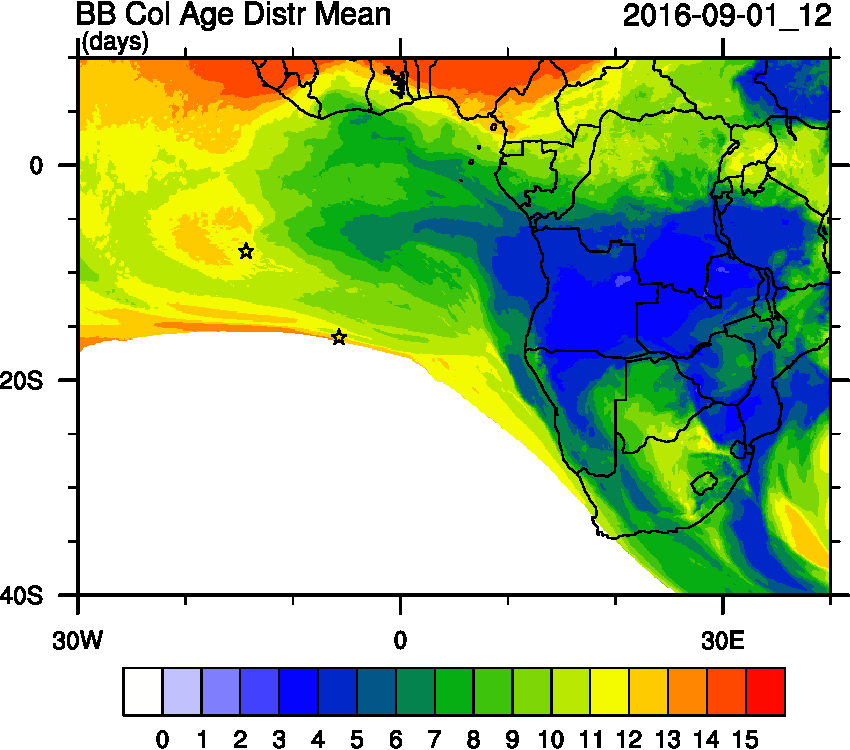 BB Col Age Distr Mean 2016-09-01_12
(days)
0
20S
40S
30W 0 30E
0 1 2 3 4 5 6 7 8 9 10 11 12 13 14 15